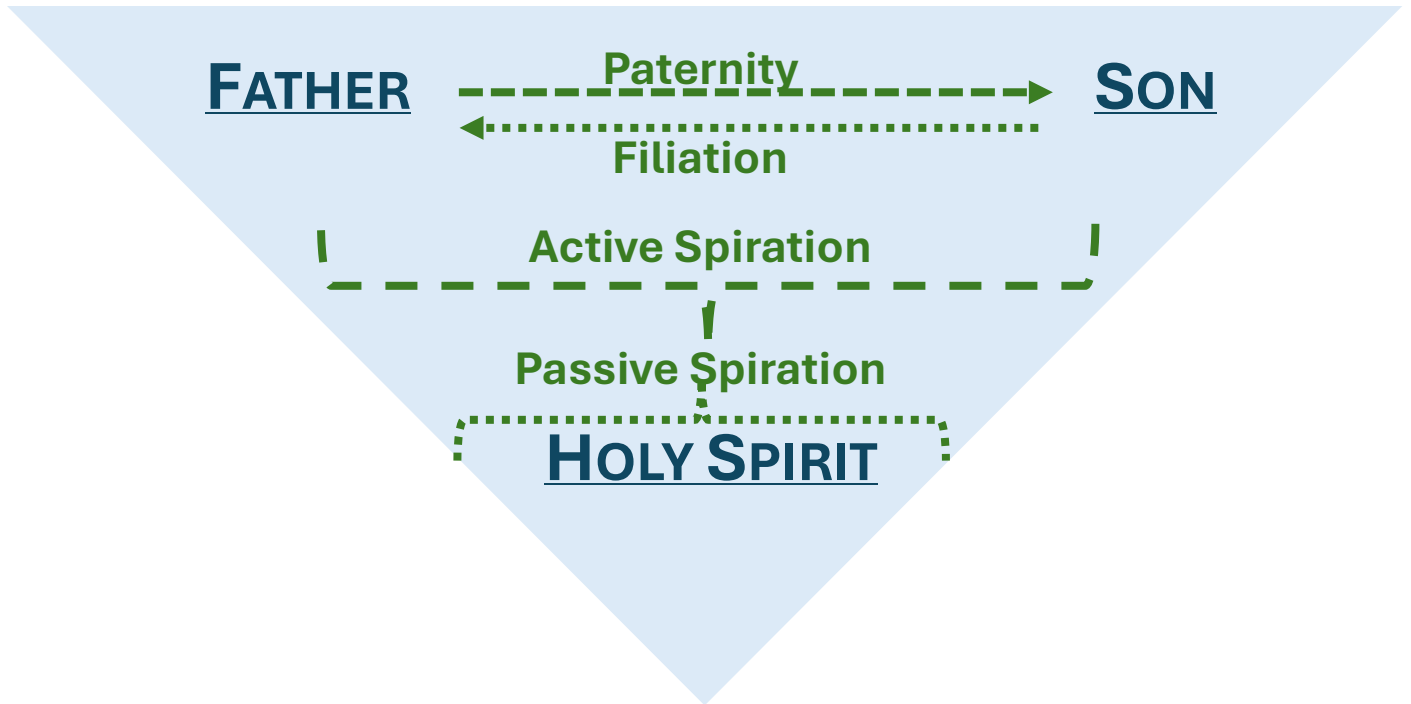 Paternity
FATHER SON
Filiation
Active Spiration
Passive Spiration
HOLY SPIRIT